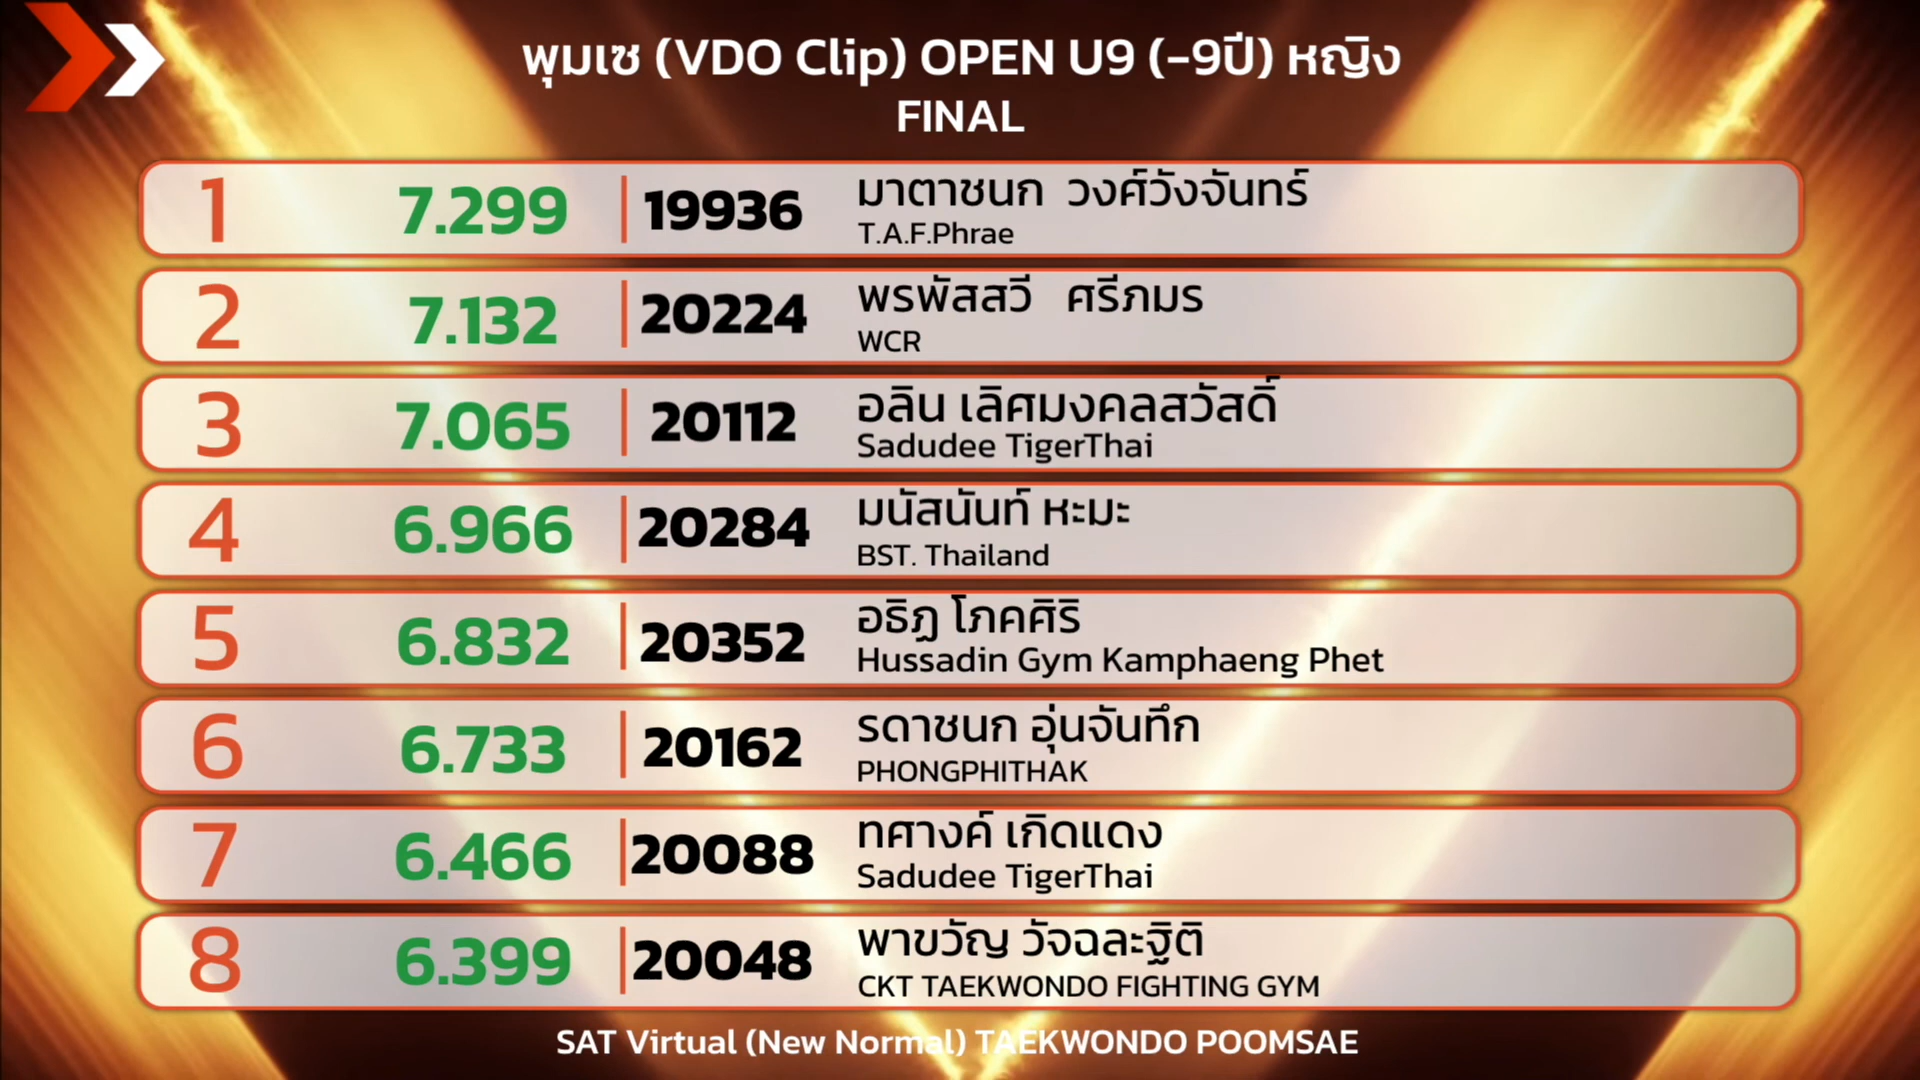 พุมเซ (VDO Clip) OPEN U9 (-9ปี) หญิง
FINAL
1 7.299 19936 มาตาชนก วงศ์วังจันทร์
T.A.F.Phrae
2 7.132 20224 พรพัสสวี ศรีภมร
WCR
3 7.065 20112 อลิน เลิศมงคลสวัสดิ์
Sadudee TigerThai
4 6.966 20284 มนัสนันท์ หะมะ
BST. Thailand
5 6.832 20352 อธิฏ โภคศิริ
Hussadin Gym Kamphaeng Phet
6 6.733 20162 รดาชนก อุ่นจันทึก
PHONGPHITHAK
7 6.466 20088 ทศางค์ เกิดแดง
Sadudee TigerThai
8 6.399 20048 พาขวัญ วัจฉละฐิติ
CKT TAEKWONDO FIGHTING GYM
SAT Virtual (New Normal) TAEKWONDO POOMSAE